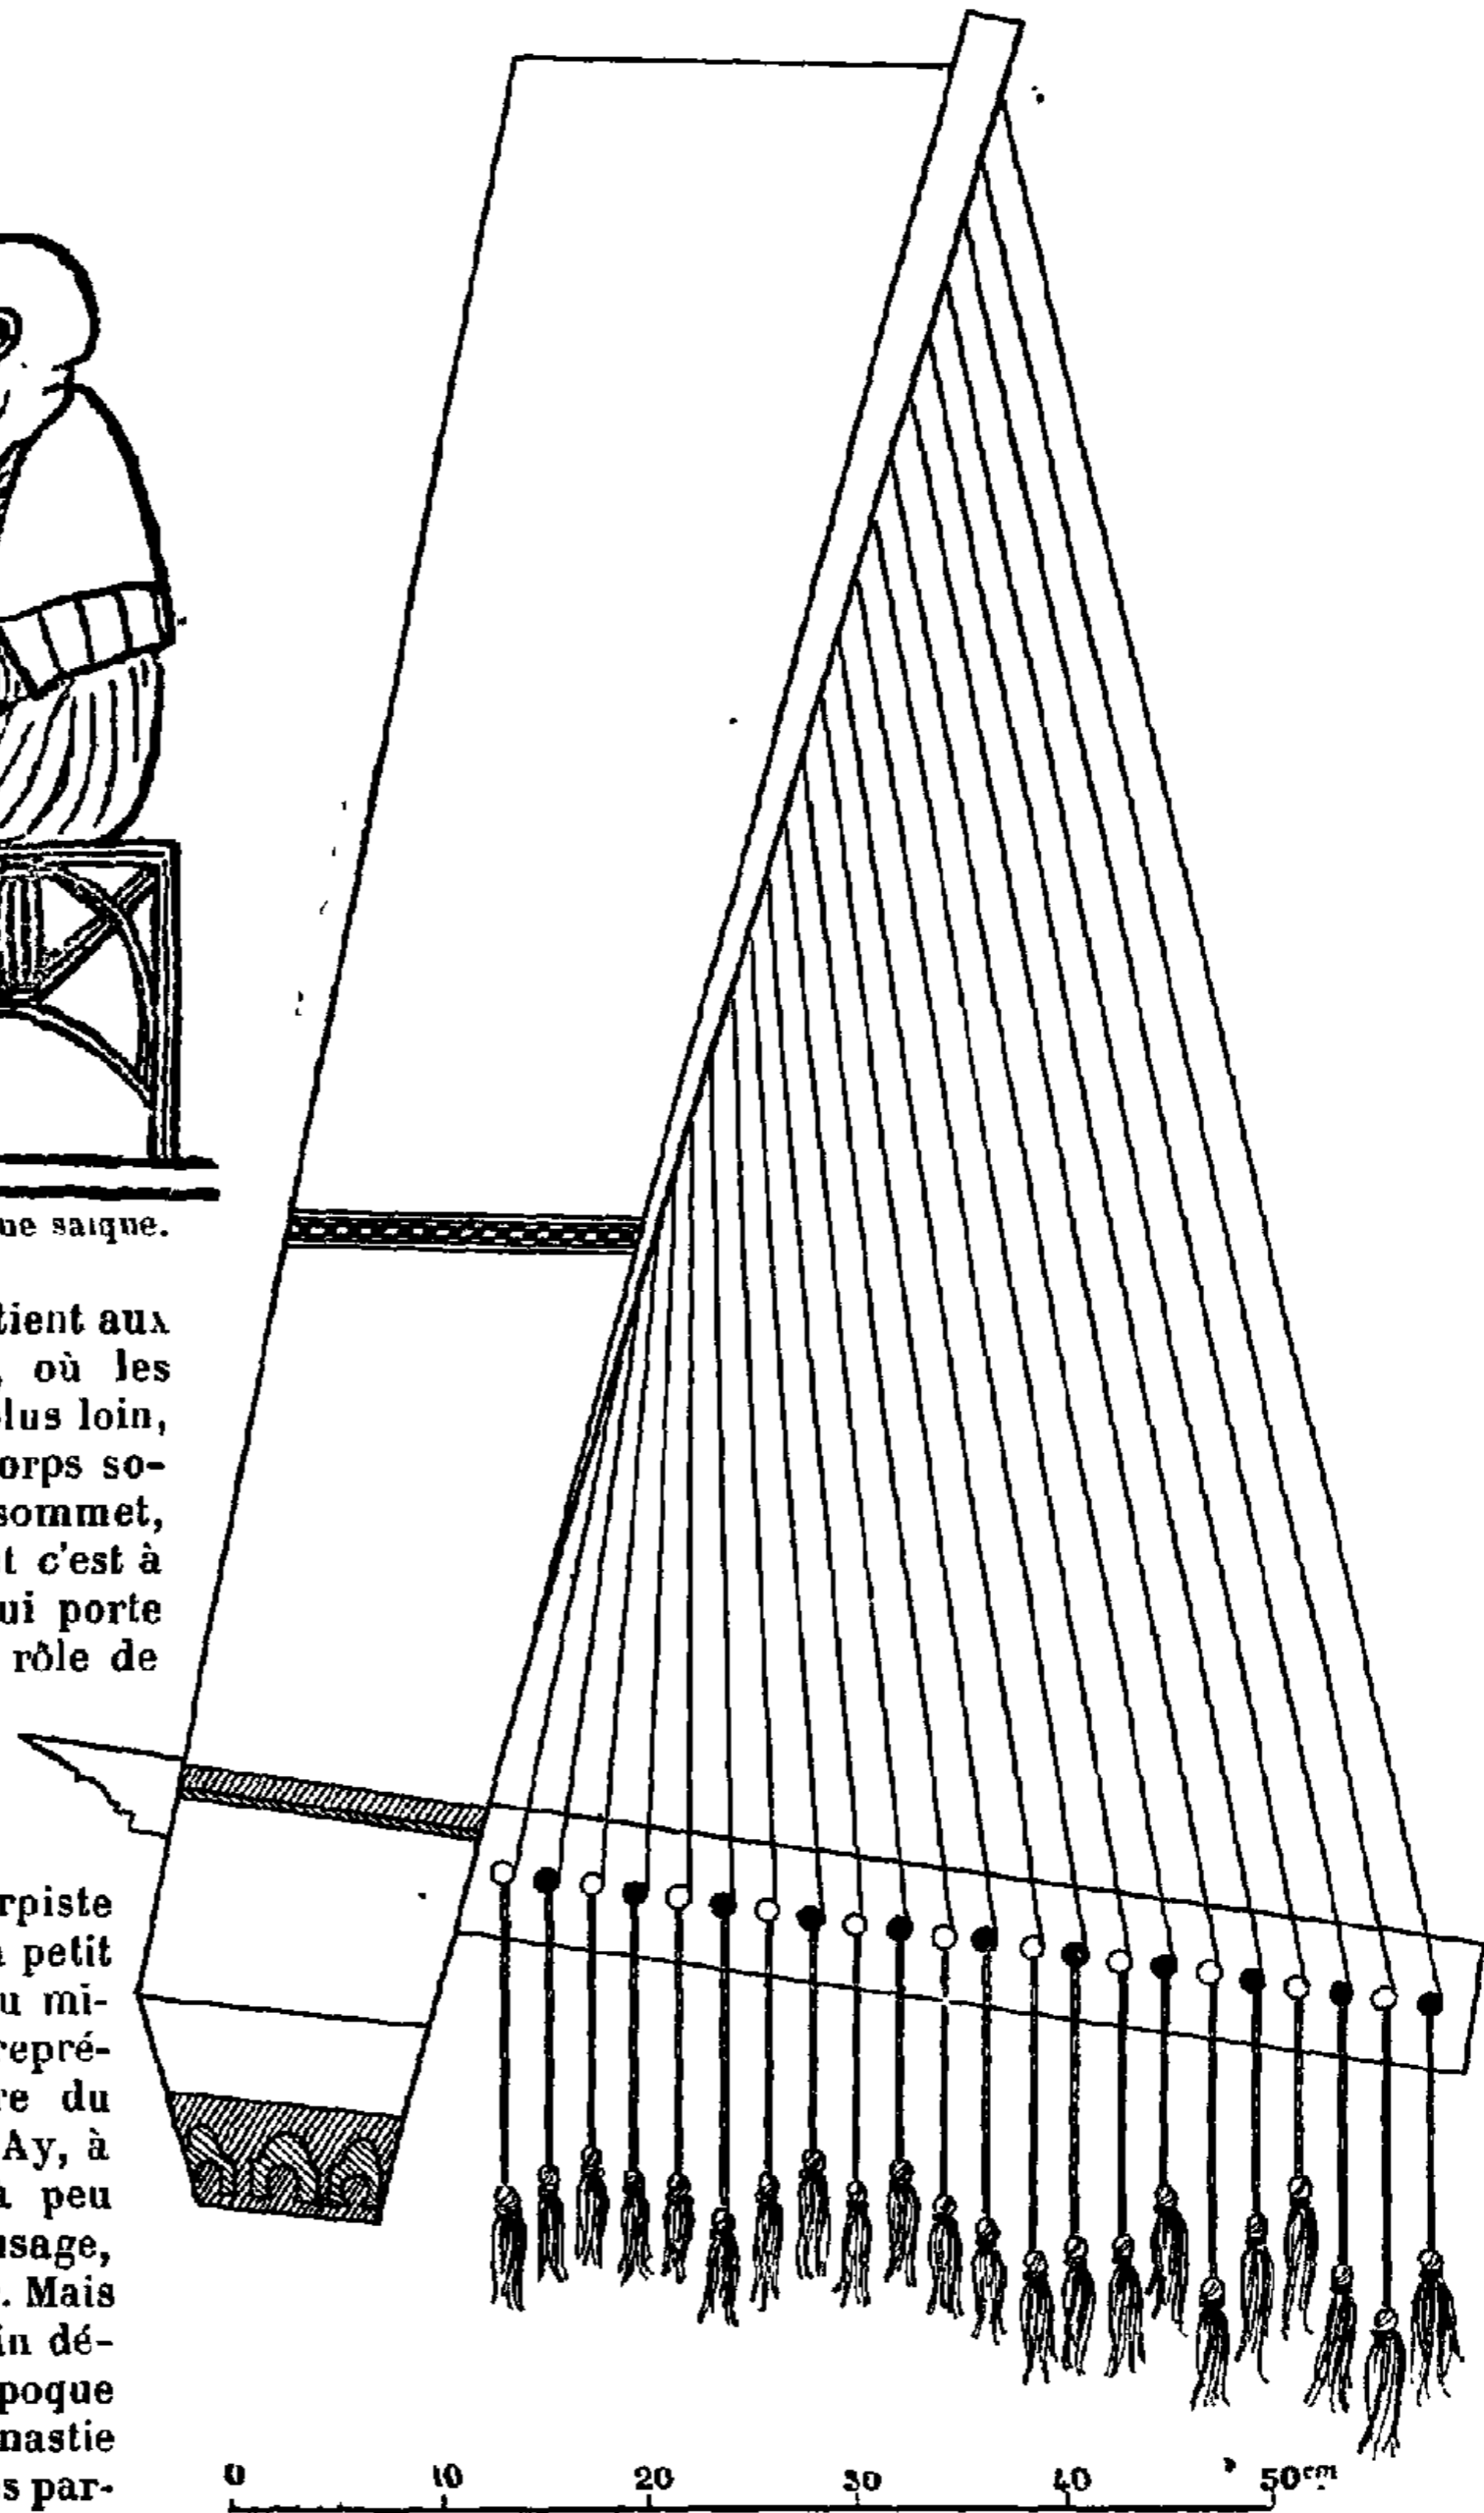 ue saïque.
tient aux
, où les
lus loin,
orps so-
sommet,
t c'est à
ui porte
rôle de
rpiste
petit
u mi-
repré-
re du
Ay, à
a peu
usage,
. Mais
in dé-
poque
nastie
s par-
0 10 20 30 40 50cm